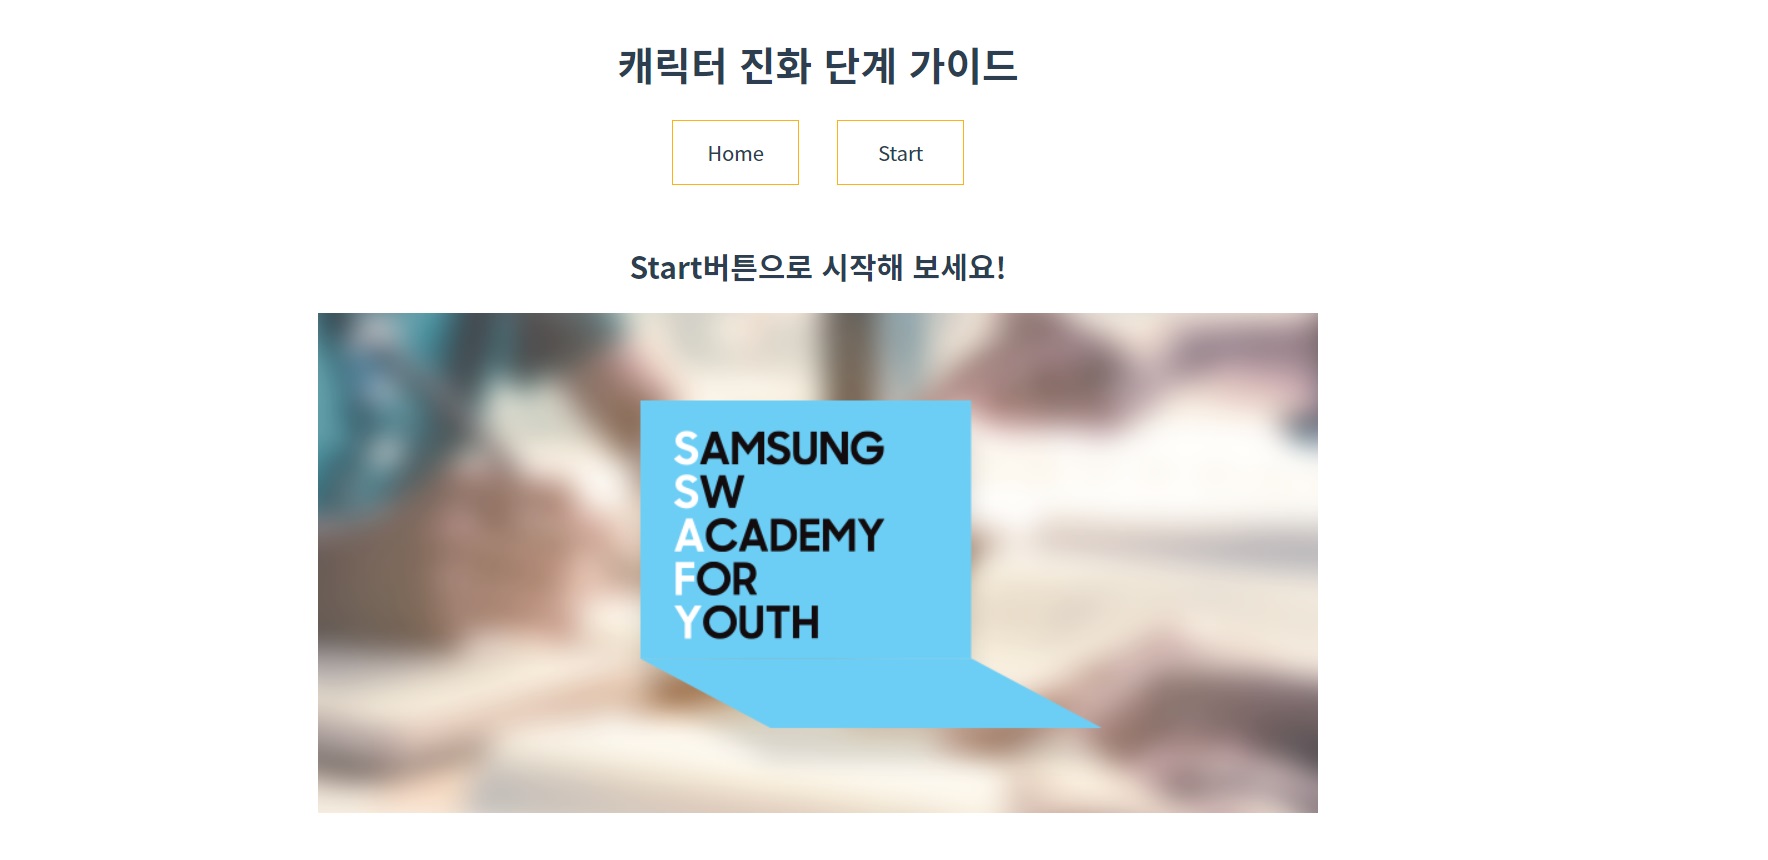 캐릭터 진화 단계 가이드
Home Start
Start버튼으로 시작해 보세요!
SAMSUNG
SW
ACADEMY
FOR
YOUTH